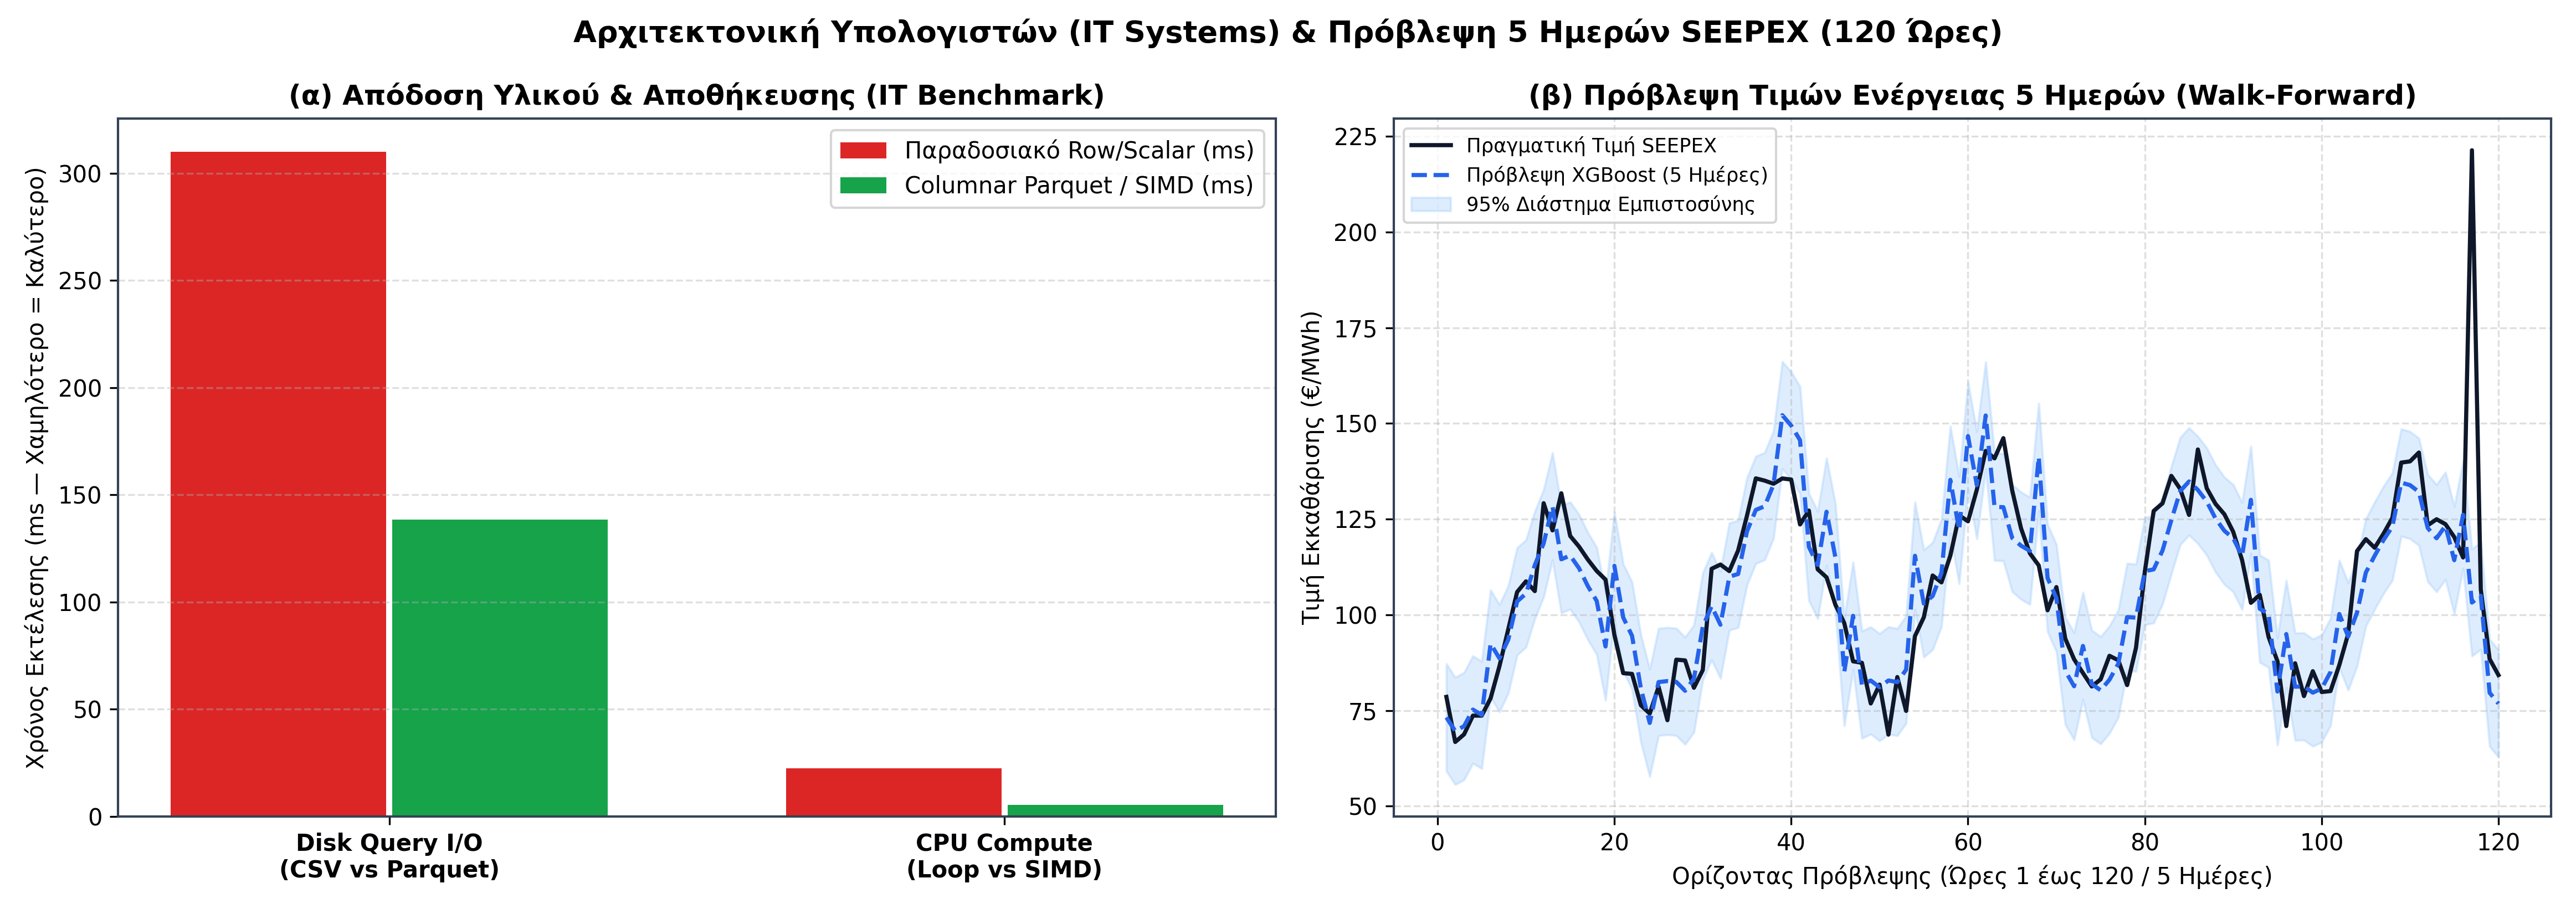 Αρχιτεκτονική Υπολογιστών (IT Systems) & Πρόβλεψη 5 Ημερών SEEPEX (120 Ώρες)
(α) Απόδοση Υλικού & Αποθήκευσης (IT Benchmark)
Χρόνος Εκτέλεσης (ms — Χαμηλότερο = Καλύτερο)
300
250
200
150
100
50
0
Παραδοσιακό Row/Scalar (ms)
Columnar Parquet / SIMD (ms)
Disk Query I/O
(CSV vs Parquet)
CPU Compute
(Loop vs SIMD)
(β) Πρόβλεψη Τιμών Ενέργειας 5 Ημερών (Walk-Forward)
Τιμή Εκκαθάρισης (€/MWh)
225
200
175
150
125
100
75
50
Πραγματική Τιμή SEEPEX
Πρόβλεψη XGBoost (5 Ημέρες)
95% Διάστημα Εμπιστοσύνης
0
20
40
60
80
100
120
Ορίζοντας Πρόβλεψης (Ώρες 1 έως 120 / 5 Ημέρες)